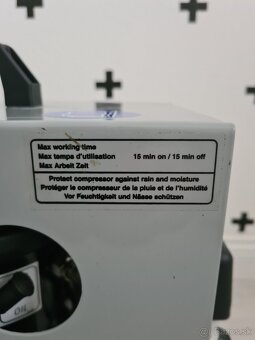 Max working time
Max temps d'utilisation 15 min on / 15 min off
Max Arbeit Zeit
Protect compressor against rain and moisture
Protéger le compresseur de la pluie et de l'humidité
Vor Feuchtigkeit und Nässe schützen